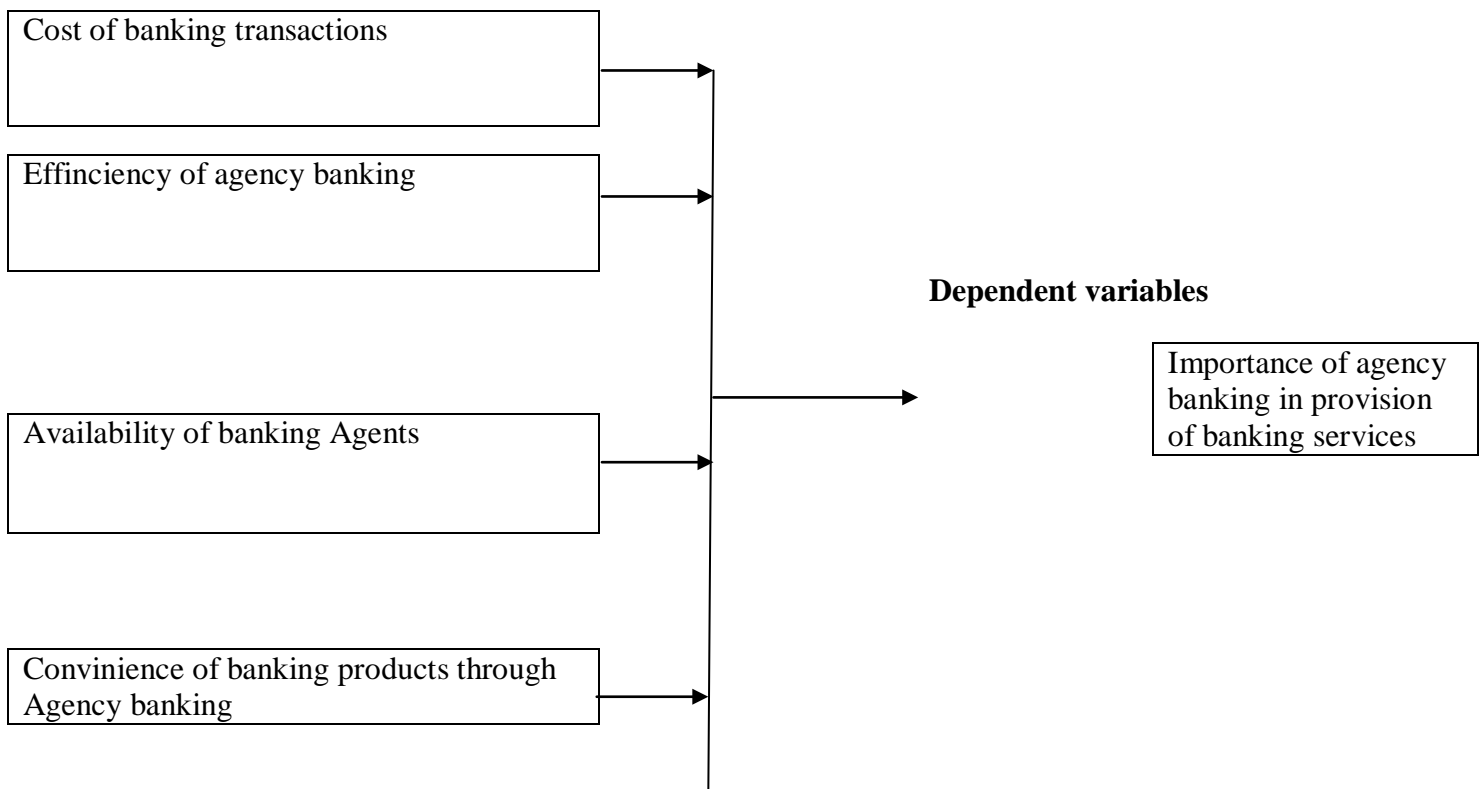 Cost of banking transactions
Effinciency of agency banking
Dependent variables
Importance of agency
banking in provision
of banking services
Availability of banking Agents
Convinience of banking products through
Agency banking